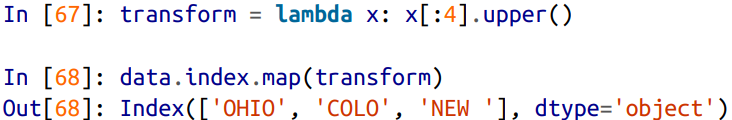 In [67]: transform = lambda x: x[:4].upper()
In [68]: data.index.map(transform)
Out[68]: Index(['OHIO', 'COLO', 'NEW '], dtype='object')